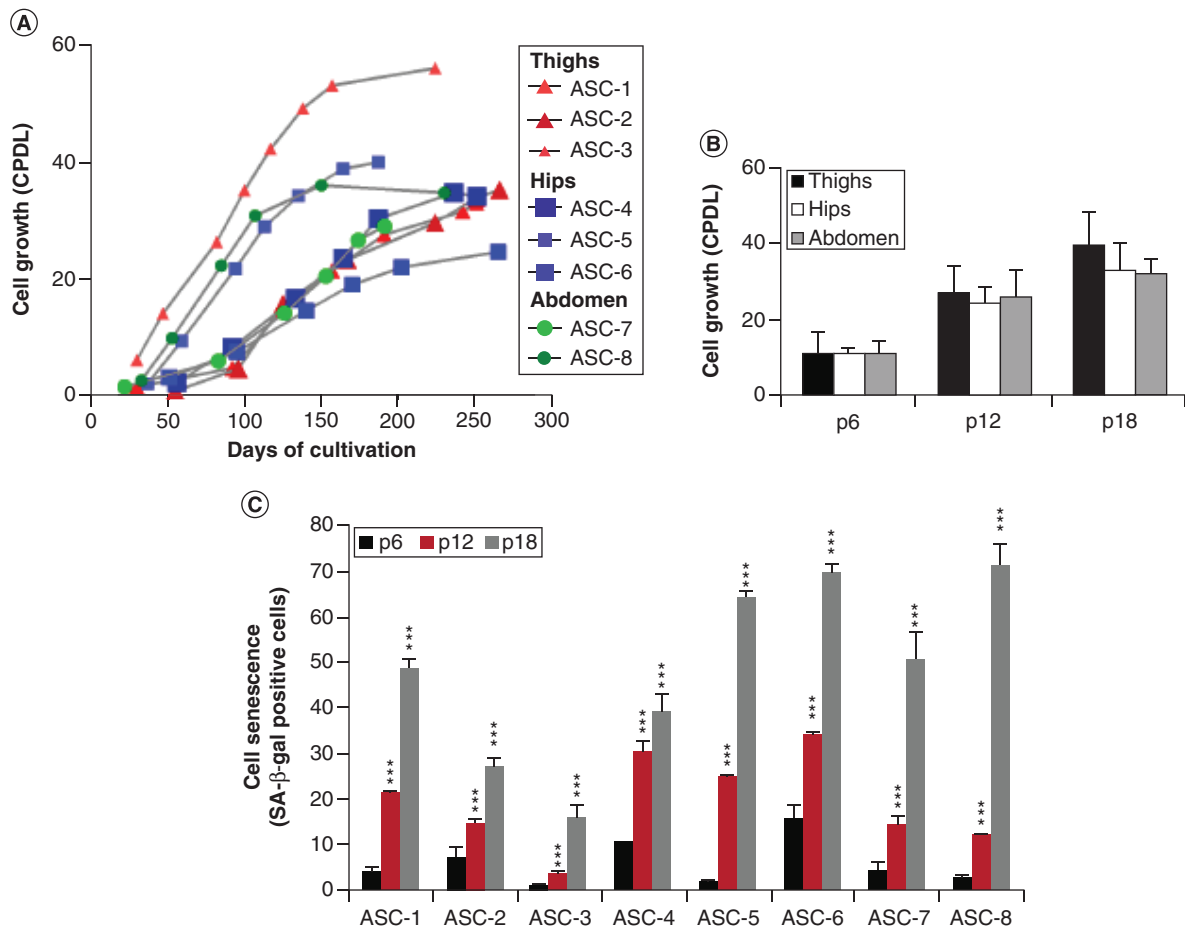 A
60
40
20
0
Cell growth (CPDL)
0 50 100 150 200 250 300
Days of cultivation
Thighs
ASC-1
ASC-2
ASC-3
Hips
ASC-4
ASC-5
ASC-6
Abdomen
ASC-7
ASC-8
B
60
40
20
0
Cell growth (CPDL)
Thighs
Hips
Abdomen
p6 p12 p18
C
80
70
60
50
40
30
20
10
0
Cell senescence
(SA-β-gal positive cells)
p6 p12 p18
*** *** *** *** *** *** *** *** *** *** *** *** *** *** *** ***
ASC-1 ASC-2 ASC-3 ASC-4 ASC-5 ASC-6 ASC-7 ASC-8